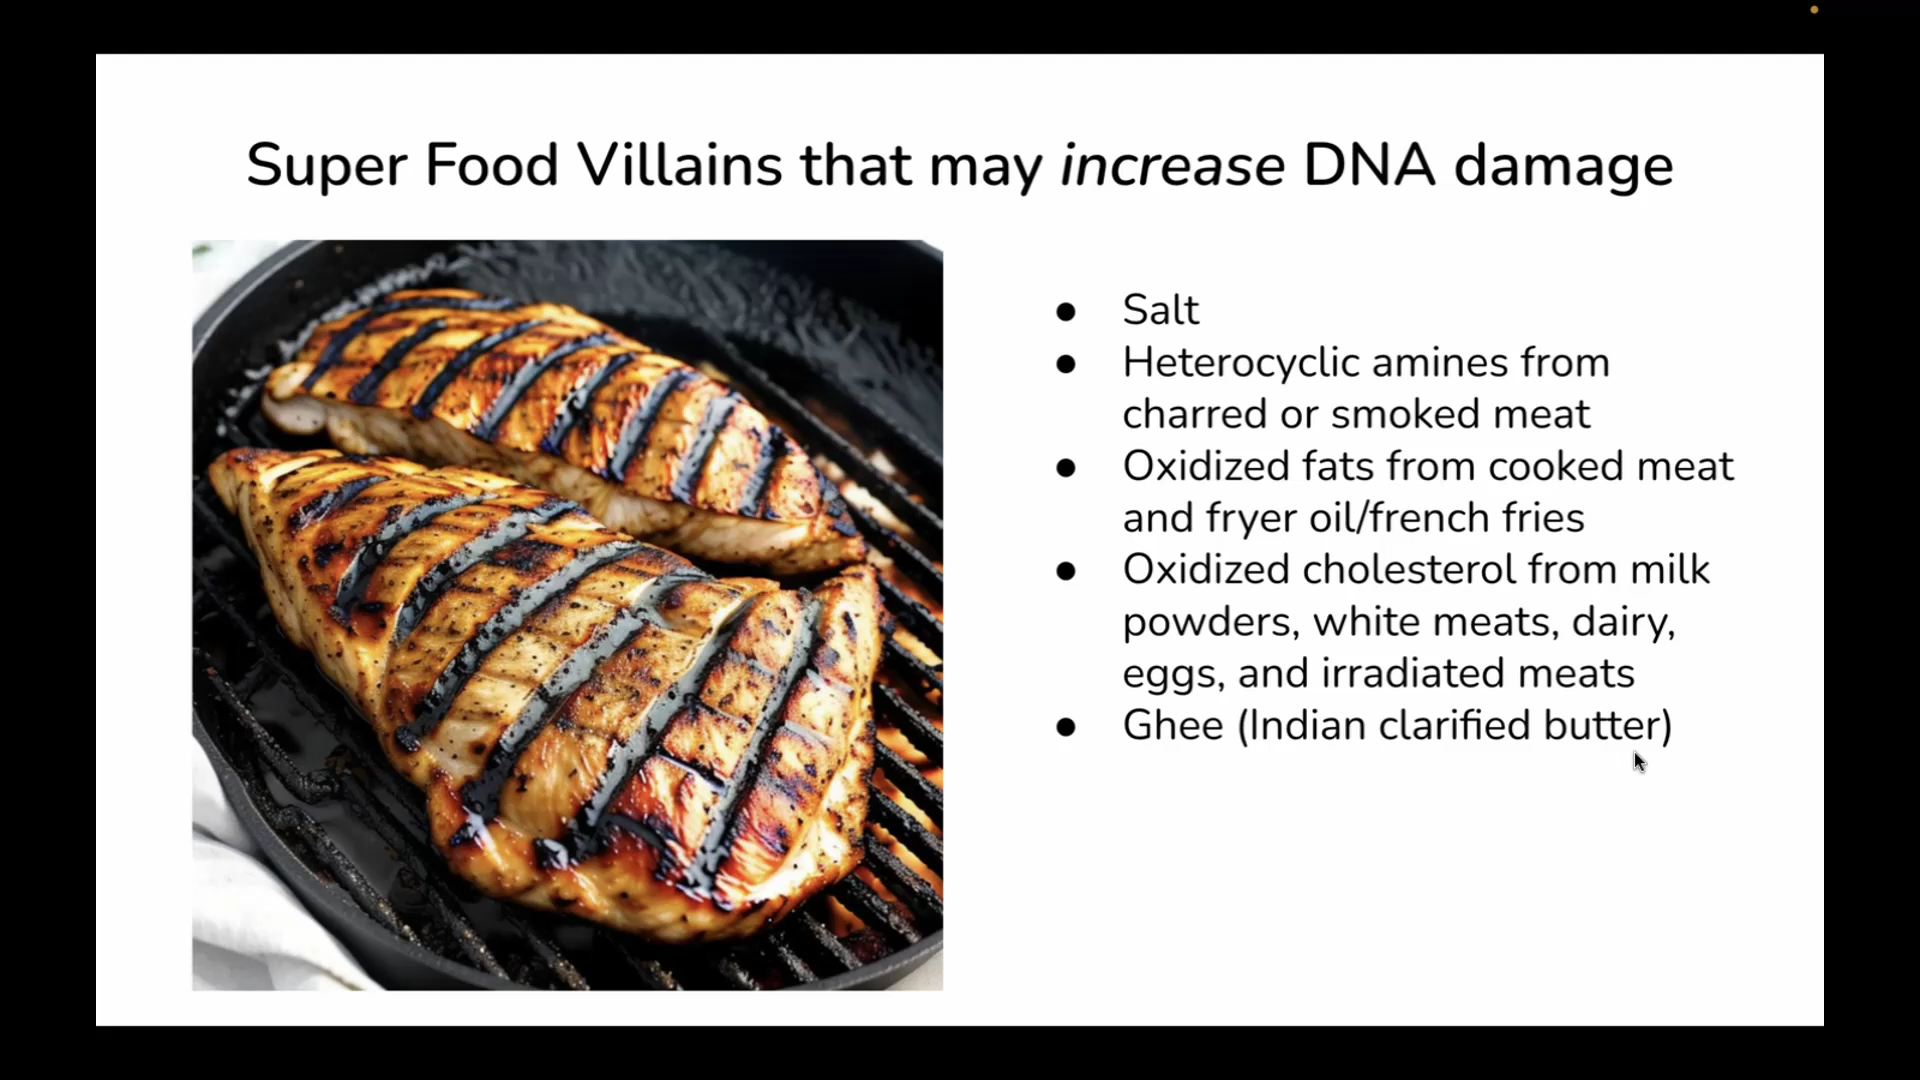 Super Food Villains that may increase DNA damage
● Salt
● Heterocyclic amines from
charred or smoked meat
● Oxidized fats from cooked meat
and fryer oil/french fries
● Oxidized cholesterol from milk
powders, white meats, dairy,
eggs, and irradiated meats
● Ghee (Indian clarified butter)